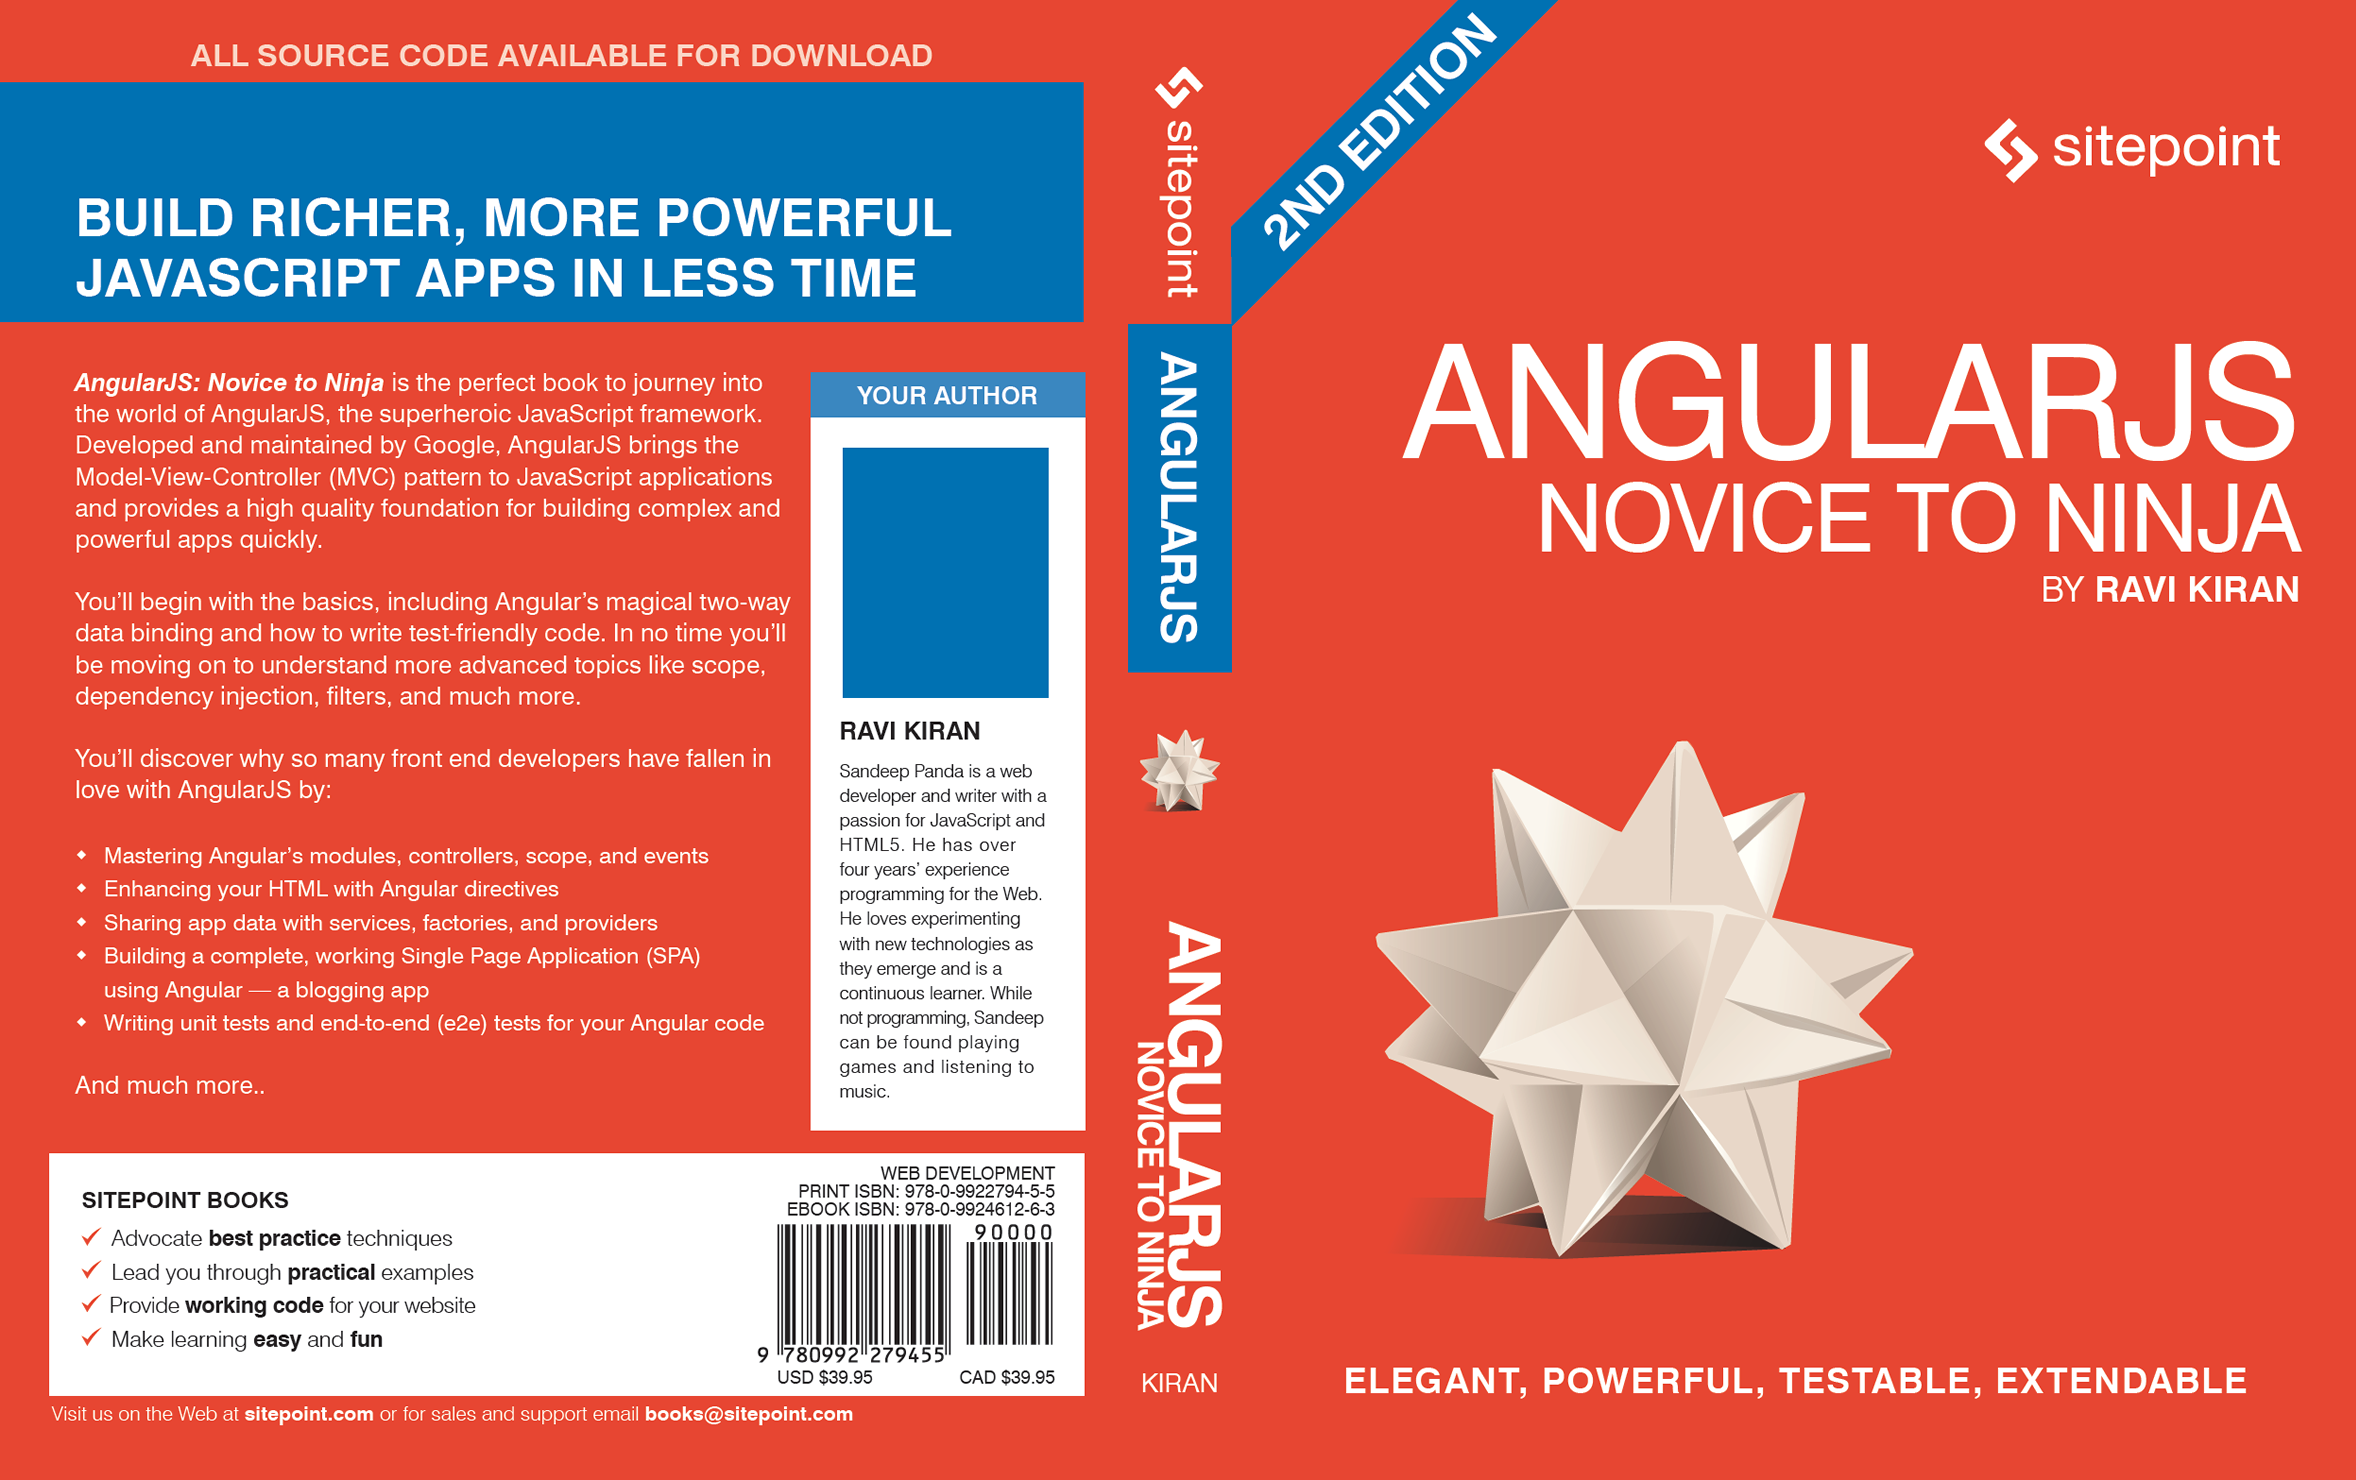 ALL SOURCE CODE AVAILABLE FOR DOWNLOAD
BUILD RICHER, MORE POWERFUL
JAVASCRIPT APPS IN LESS TIME
AngularJS: Novice to Ninja is the perfect book to journey into
the world of AngularJS, the superheroic JavaScript framework.
Developed and maintained by Google, AngularJS brings the
Model-View-Controller (MVC) pattern to JavaScript applications
and provides a high quality foundation for building complex and
powerful apps quickly.
You'll begin with the basics, including Angular's magical two-way
data binding and how to write test-friendly code. In no time you'll
be moving on to understand more advanced topics like scope,
dependency injection, filters, and much more.
You'll discover why so many front end developers have fallen in
love with AngularJS by:
Mastering Angular's modules, controllers, scope, and events
Enhancing your HTML with Angular directives
Sharing app data with services, factories, and providers
Building a complete, working Single Page Application (SPA)
using Angular — a blogging app
Writing unit tests and end-to-end (e2e) tests for your Angular code
And much more..
YOUR AUTHOR
RAVI KIRAN
Sandeep Panda is a web
developer and writer with a
passion for JavaScript and
HTML5. He has over
four years' experience
programming for the Web.
He loves experimenting
with new technologies as
they emerge and is a
continuous learner. While
not programming, Sandeep
can be found playing
games and listening to
music.
SITEPOINT BOOKS
Advocate best practice techniques
Lead you through practical examples
Provide working code for your website
Make learning easy and fun
WEB DEVELOPMENT
PRINT ISBN: 978-0-9922794-5-5
EBOOK ISBN: 978-0-9924612-6-3
90000
9 780992 279455
USD $39.95 CAD $39.95
Visit us on the Web at sitepoint.com or for sales and support email books@sitepoint.com
sitepoint
ANGULARJS
ANGULARJS
NOVICE TO NINJA
KIRAN
2ND EDITION
sitepoint
ANGULARJS
NOVICE TO NINJA
BY RAVI KIRAN
ELEGANT, POWERFUL, TESTABLE, EXTENDABLE